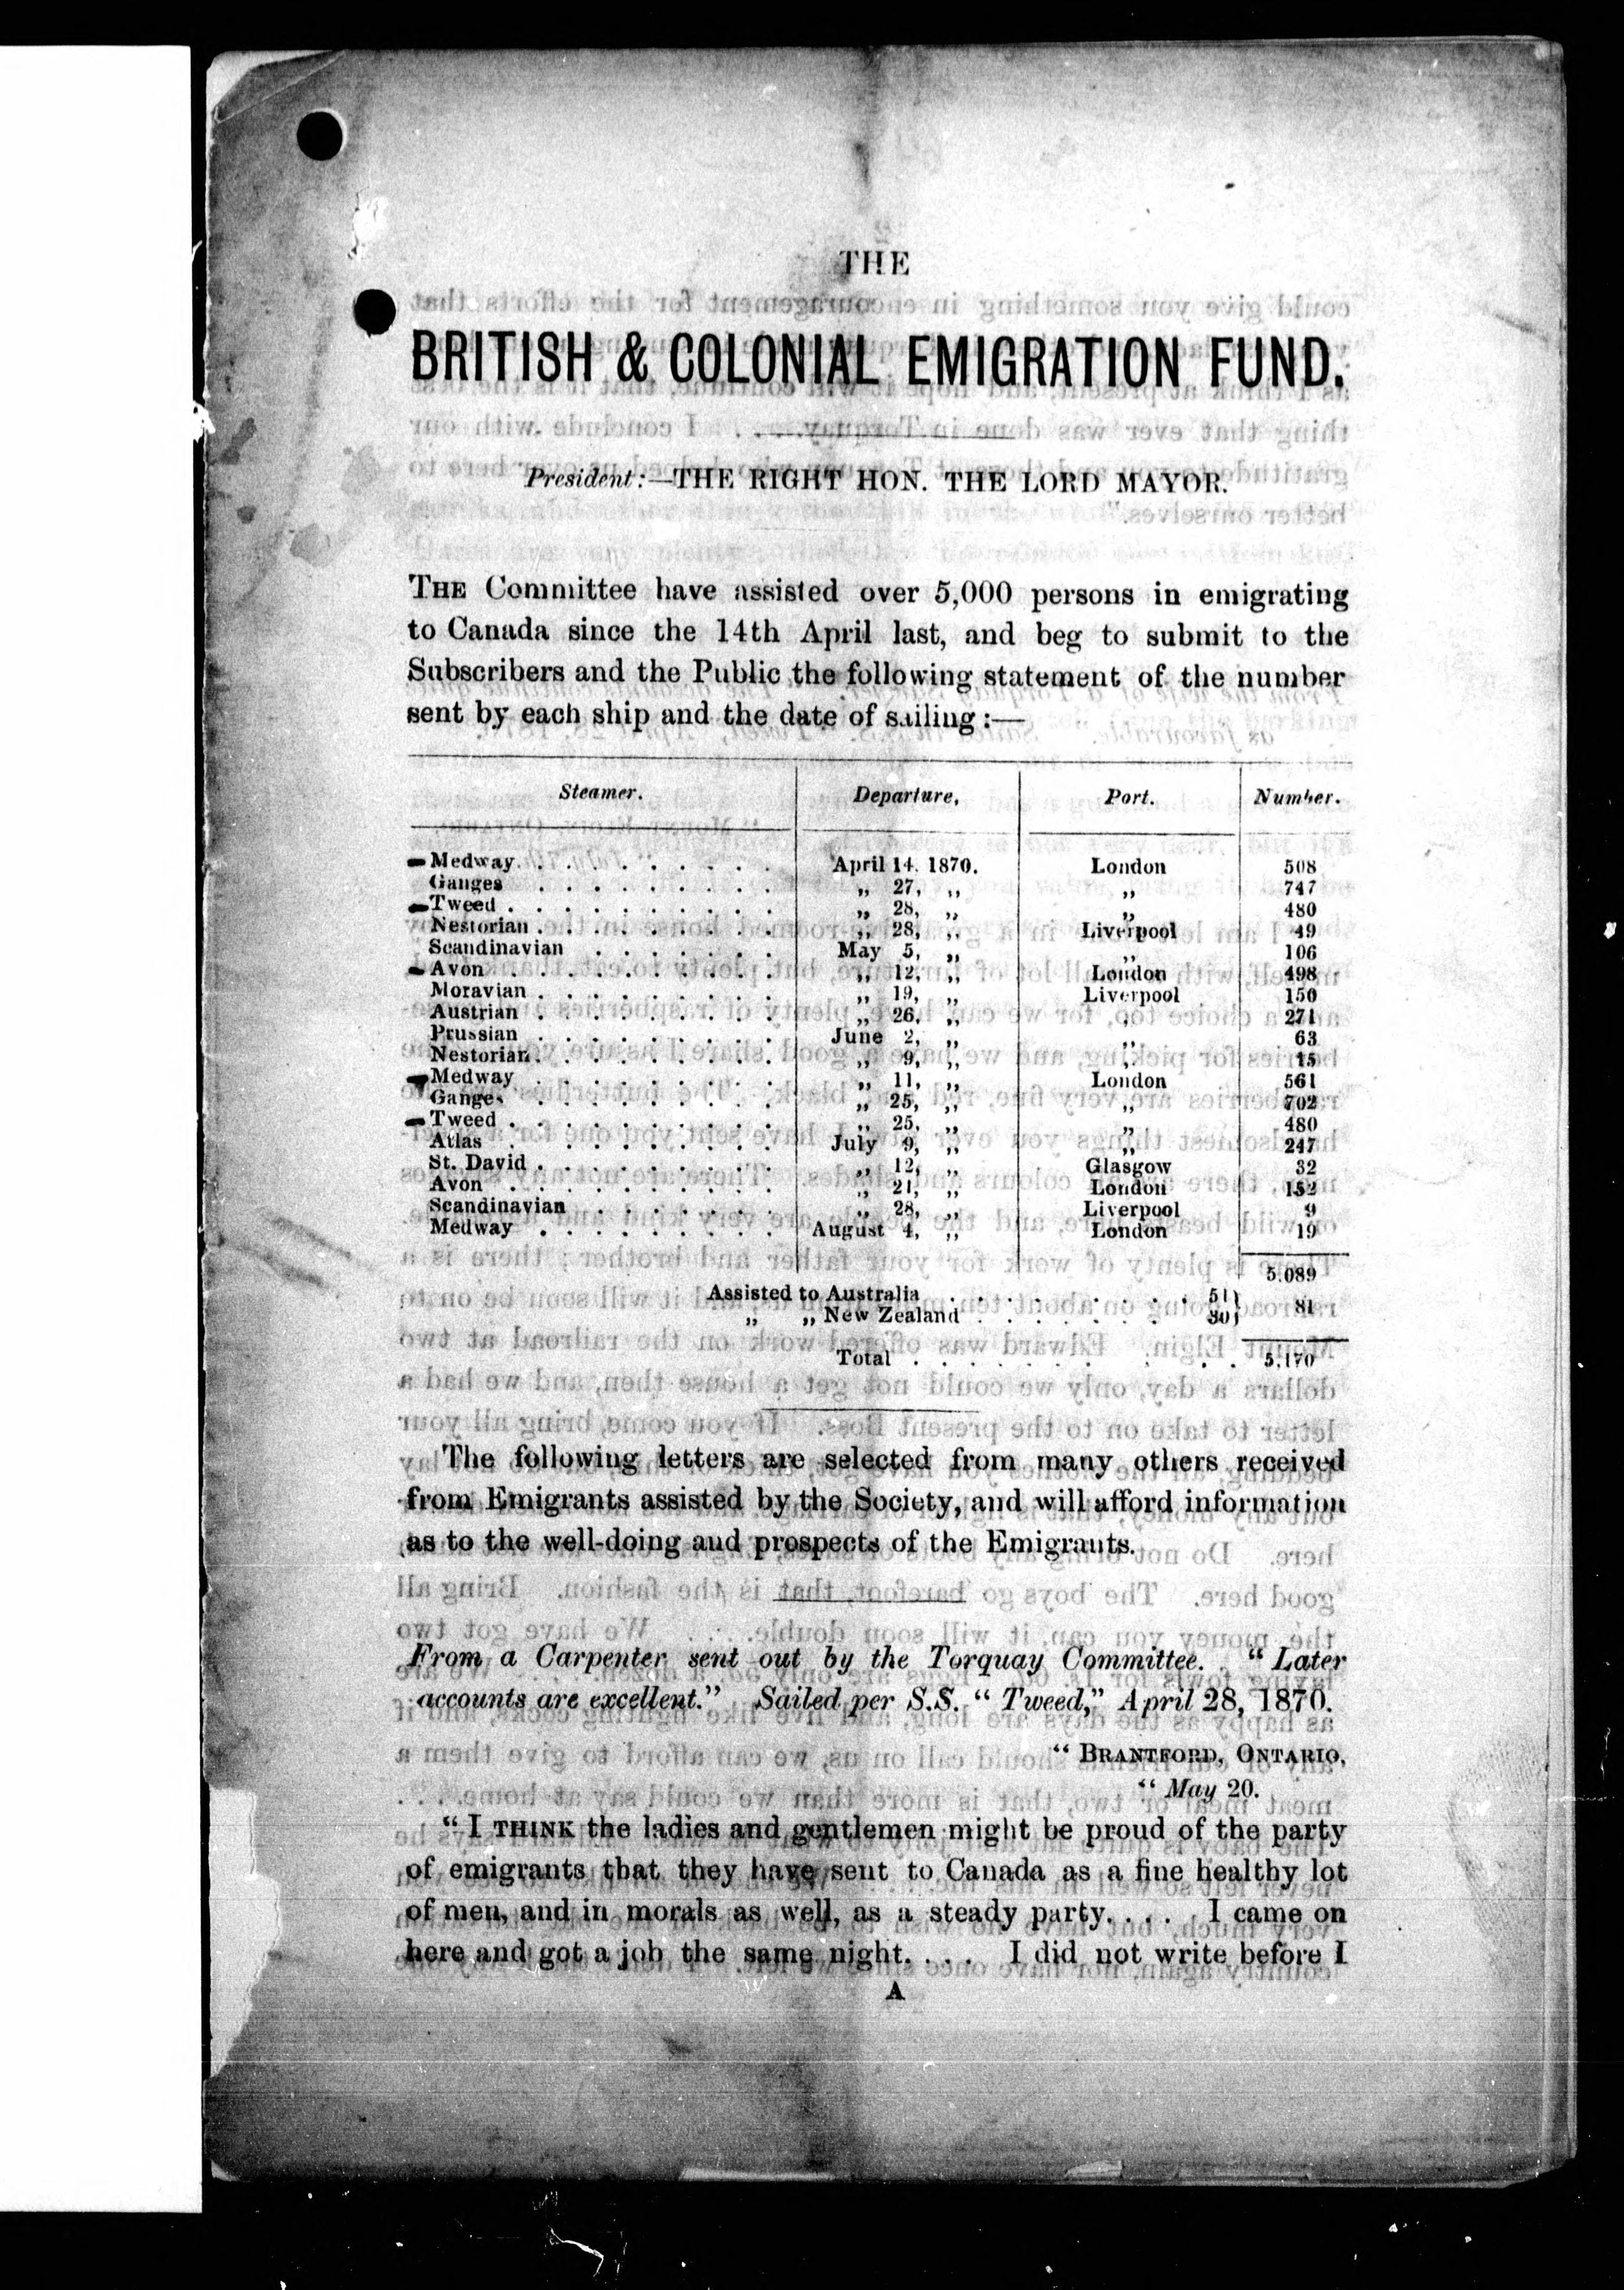 THE
BRITISH & COLONIAL EMIGRATION FUND.
President:—THE RIGHT HON. THE LORD MAYOR.
THE Committee have assisted over 5,000 persons in emigrating
to Canada since the 14th April last, and beg to submit to the
Subscribers and the Public the following statement of the number
sent by each ship and the date of sailing:—
Steamer. Departure, Port. Number.
Medway . . . . . . . . . April 14, 1870. London 508
Ganges . . . . . . . . . „ 27, „ „ 747
Tweed . . . . . . . . . . „ 28, „ „ 480
Nestorian . . . . . . . . . „ 28, „ Liverpool 49
Scandinavian . . . . . . . May 5, „ „ 106
Avon . . . . . . . . . . „ 12, „ London 498
Moravian . . . . . . . . . „ 19, „ Liverpool 150
Austrian . . . . . . . . . „ 26, „ „ 271
Prussian . . . . . . . . . June 2, „ „ 63
Nestorian . . . . . . . . . „ 9, „ „ 15
Medway . . . . . . . . . „ 11, „ London 561
Ganges . . . . . . . . . „ 25, „ „ 702
Tweed . . . . . . . . . . „ 25, „ „ 480
Atlas . . . . . . . . . July 9, „ „ 247
St. David . . . . . . . . . „ 12, „ Glasgow 32
Avon . . . . . . . . . . „ 21, „ London 152
Scandinavian . . . . . . . „ 28, „ Liverpool 9
Medway . . . . . . . . . August 4, „ London 19
5,089
Assisted to Australia . . . . . . . . . 51}
„ „ New Zealand . . . . . . . 30} 81
Total . . . . . . . . . . . . 5,170
The following letters are selected from many others received
from Emigrants assisted by the Society, and will afford information
as to the well-doing aud prospects of the Emigrants.
From a Carpenter sent out by the Torquay Committee. “Later
accounts are excellent.” Sailed per S.S. “Tweed,” April 28, 1870.
“BRANTFORD, ONTARIO,
“May 20.
“I THINK the ladies and gentlemen might be proud of the party
of emigrants that they have sent to Canada as a fine healthy lot
of men, and in morals as well, as a steady party. . . . I came on
here and got a job the same night. . . . I did not write before I
A